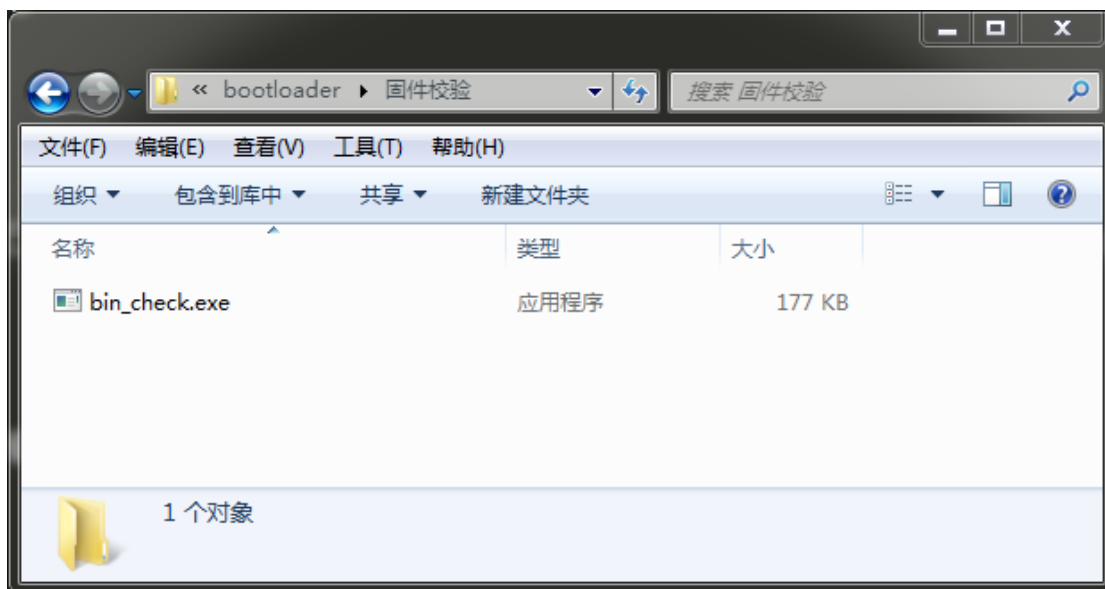 « bootloader ▸ 固件校验 搜索 固件校验
文件(F) 编辑(E) 查看(V) 工具(T) 帮助(H)
组织 包含到库中 共享 新建文件夹
名称 类型 大小
bin_check.exe 应用程序 177 KB
1 个对象